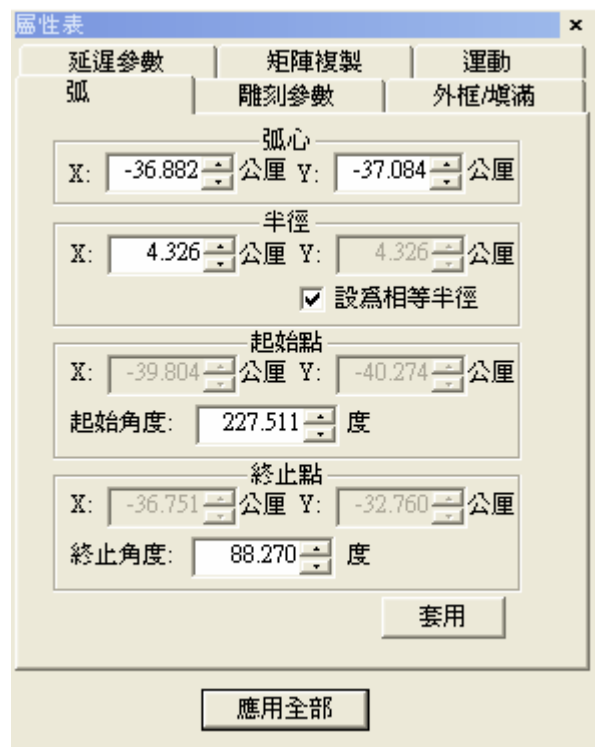 屬性表
延遲參數 矩陣複製 運動
弧 雕刻參數 外框/填滿
弧心
X: -36.882 公厘 Y: -37.084 公厘
半徑
X: 4.326 公厘 Y: 4.326 公厘
設為相等半徑
起始點
X: -39.804 公厘 Y: -40.274 公厘
起始角度: 227.511 度
終止點
X: -36.751 公厘 Y: -32.760 公厘
終止角度: 88.270 度
套用
應用全部